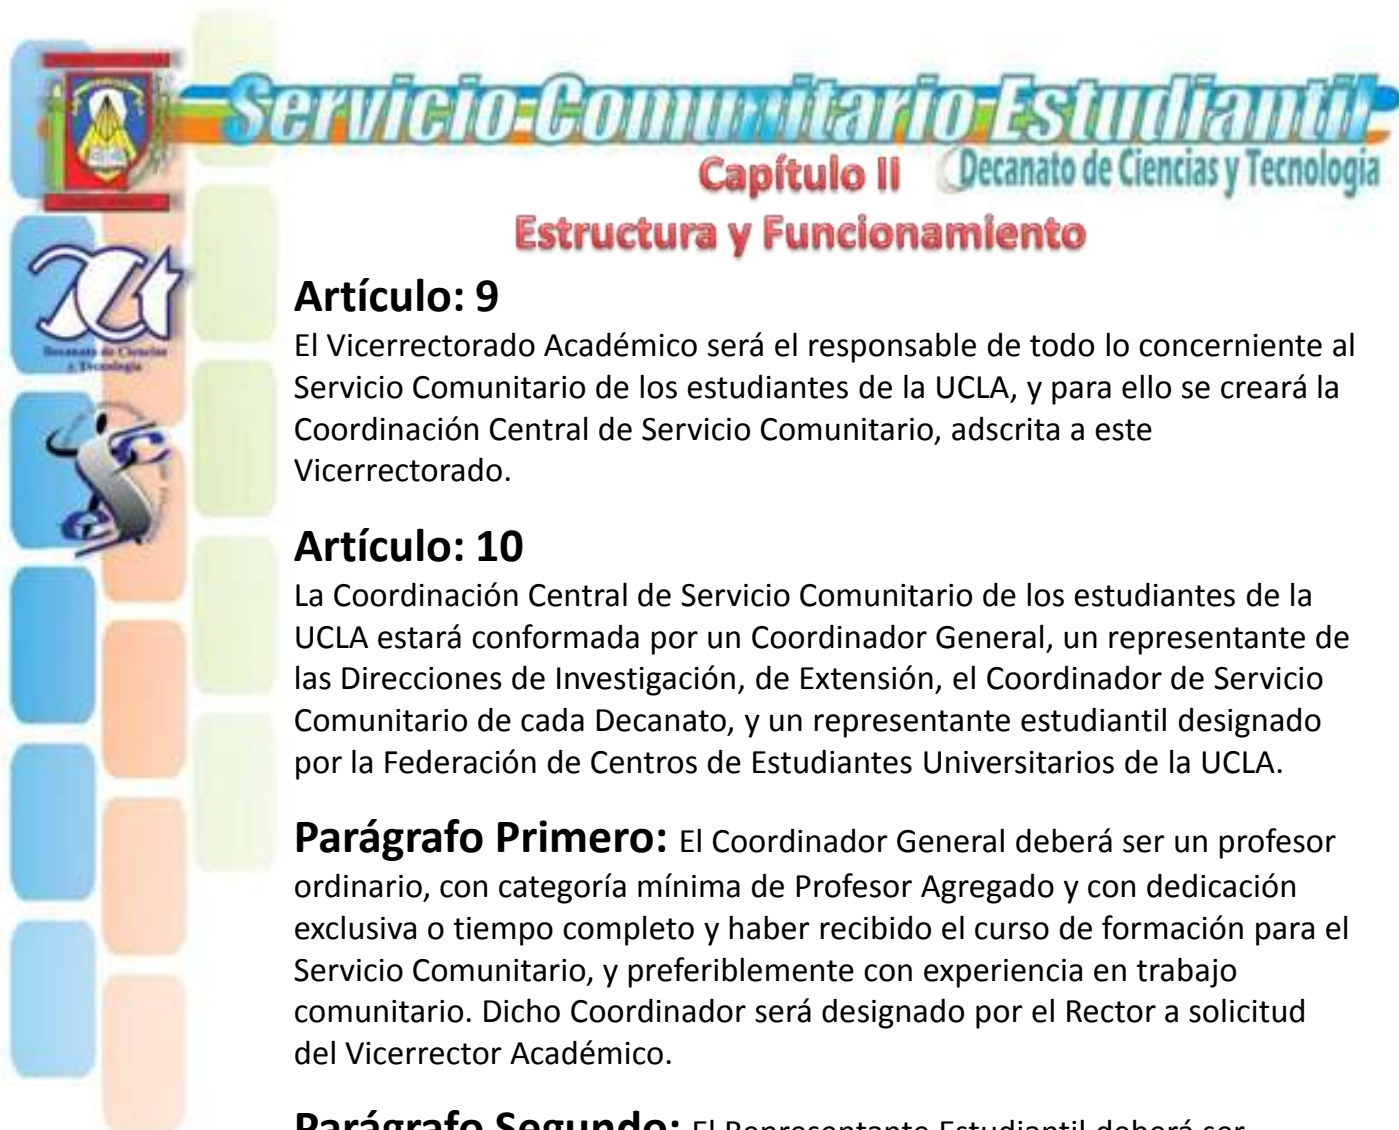 Servicio Comunitario Estudiantil
Capítulo II
Decanato de Ciencias y Tecnología
Estructura y Funcionamiento
Decanato de Ciencias
y Tecnología
Artículo: 9
El Vicerrectorado Académico será el responsable de todo lo concerniente al
Servicio Comunitario de los estudiantes de la UCLA, y para ello se creará la
Coordinación Central de Servicio Comunitario, adscrita a este
Vicerrectorado.
Artículo: 10
La Coordinación Central de Servicio Comunitario de los estudiantes de la
UCLA estará conformada por un Coordinador General, un representante de
las Direcciones de Investigación, de Extensión, el Coordinador de Servicio
Comunitario de cada Decanato, y un representante estudiantil designado
por la Federación de Centros de Estudiantes Universitarios de la UCLA.
Parágrafo Primero: El Coordinador General deberá ser un profesor
ordinario, con categoría mínima de Profesor Agregado y con dedicación
exclusiva o tiempo completo y haber recibido el curso de formación para el
Servicio Comunitario, y preferiblemente con experiencia en trabajo
comunitario. Dicho Coordinador será designado por el Rector a solicitud
del Vicerrector Académico.
Parágrafo Segundo: El Representante Estudiantil deberá ser